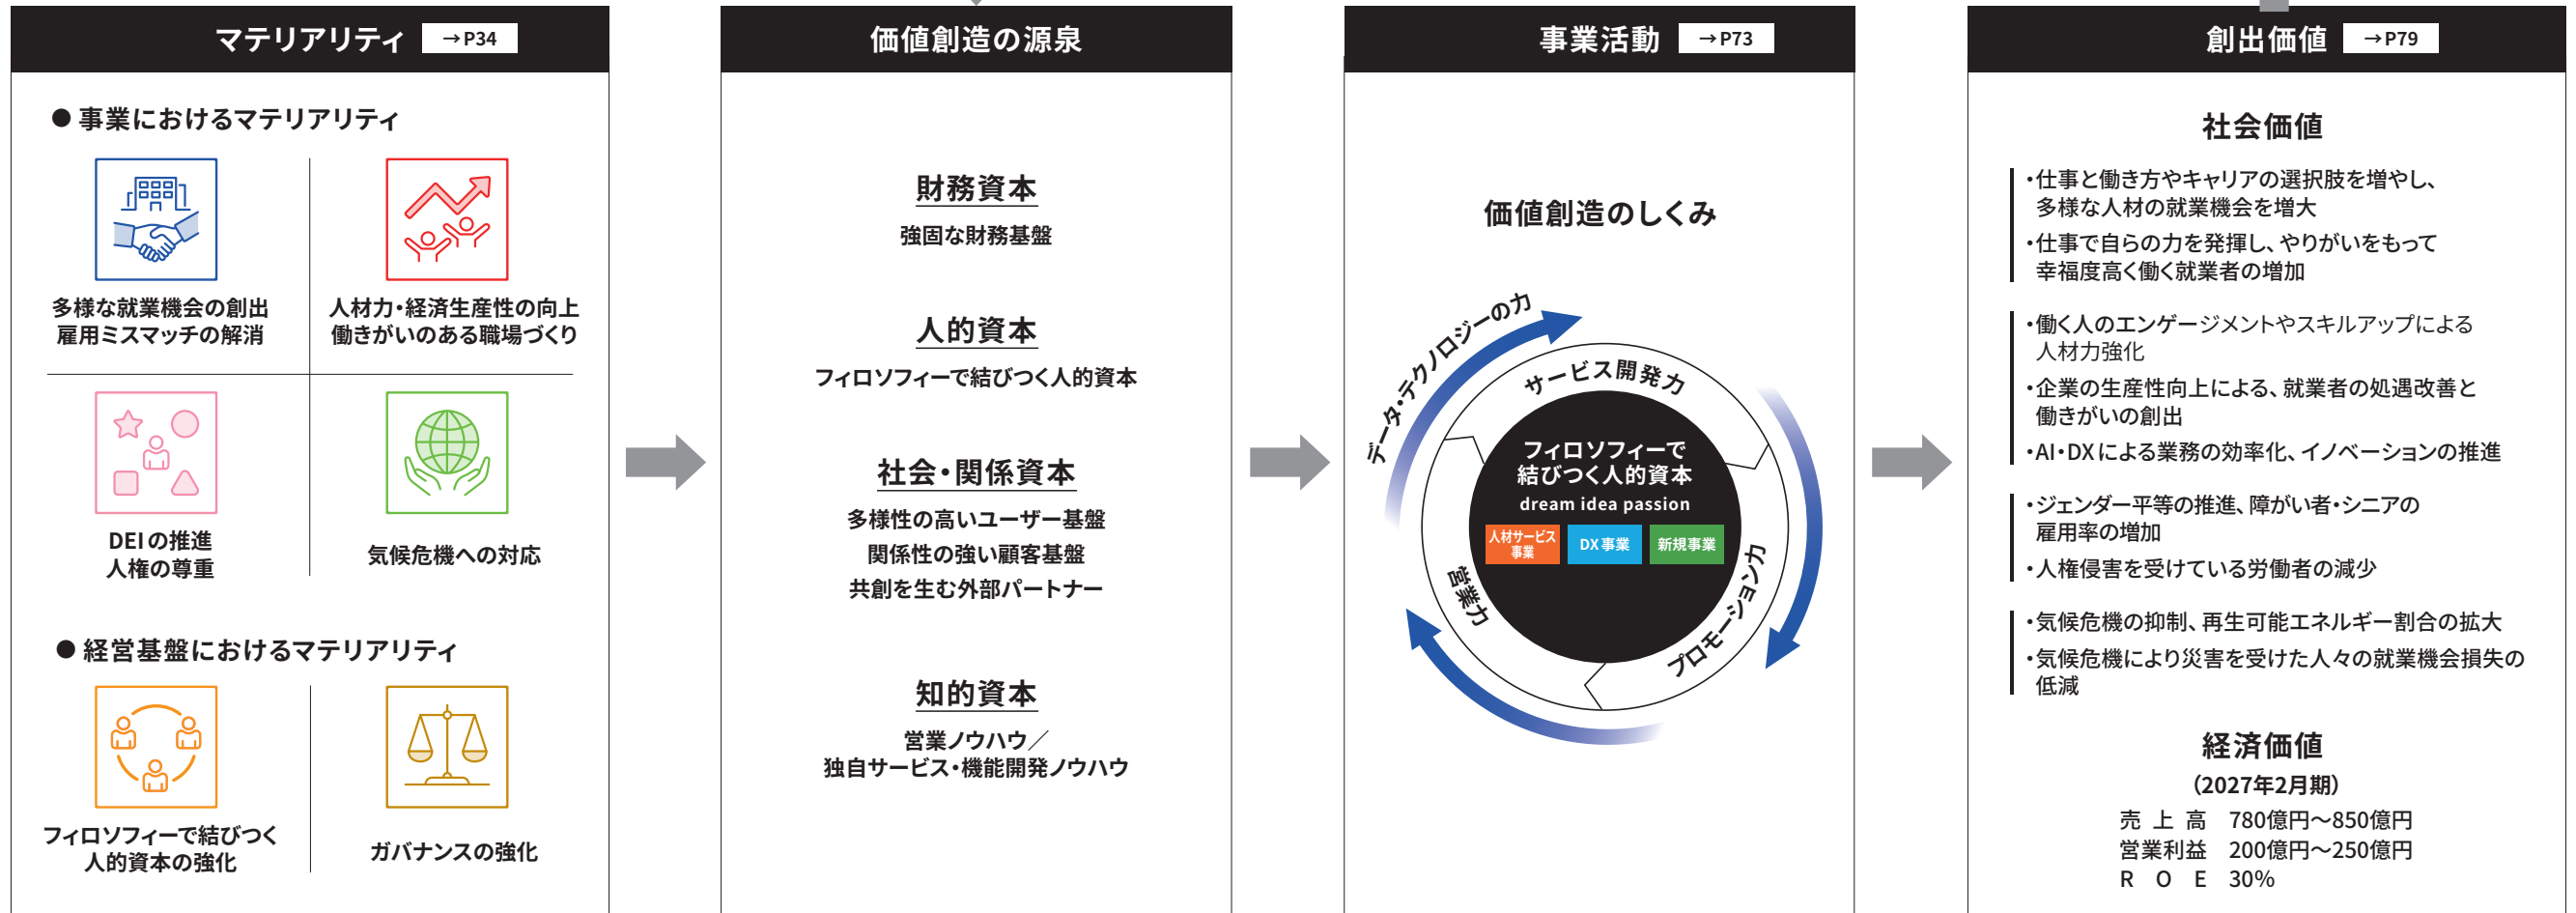 マテリアリティ →P34
● 事業におけるマテリアリティ
多様な就業機会の創出
雇用ミスマッチの解消
人材力・経済生産性の向上
働きがいのある職場づくり
DEIの推進
人権の尊重
気候危機への対応
● 経営基盤におけるマテリアリティ
フィロソフィーで結びつく
人的資本の強化
ガバナンスの強化
価値創造の源泉
財務資本
強固な財務基盤
人的資本
フィロソフィーで結びつく人的資本
社会・関係資本
多様性の高いユーザー基盤
関係性の強い顧客基盤
共創を生む外部パートナー
知的資本
営業ノウハウ／
独自サービス・機能開発ノウハウ
事業活動 →P73
価値創造のしくみ
データ・テクノロジーの力
サービス開発力
プロモーション力
営業力
フィロソフィーで
結びつく人的資本
dream idea passion
人材サービス
事業
DX事業
新規事業
創出価値 →P79
社会価値
・仕事と働き方やキャリアの選択肢を増やし、
多様な人材の就業機会を増大
・仕事で自らの力を発揮し、やりがいをもって
幸福度高く働く就業者の増加
・働く人のエンゲージメントやスキルアップによる
人材力強化
・企業の生産性向上による、就業者の処遇改善と
働きがいの創出
・AI・DXによる業務の効率化、イノベーションの推進
・ジェンダー平等の推進、障がい者・シニアの
雇用率の増加
・人権侵害を受けている労働者の減少
・気候危機の抑制、再生可能エネルギー割合の拡大
・気候危機により災害を受けた人々の就業機会損失の
低減
経済価値
（2027年2月期）
売上高 780億円～850億円
営業利益 200億円～250億円
ROE 30%